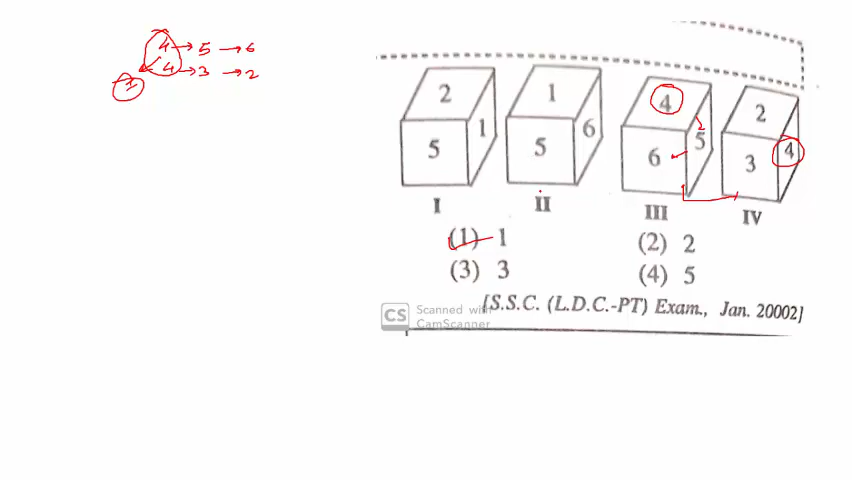 4 → 5 → 6
4 → 3 → 2
1
2 1 4 2
5 1 5 6 6 5 3 4
I II III IV
(1) 1 (2) 2
(3) 3 (4) 5
[S.S.C. (L.D.C.-PT) Exam., Jan. 20002]
CS Scanned with CamScanner